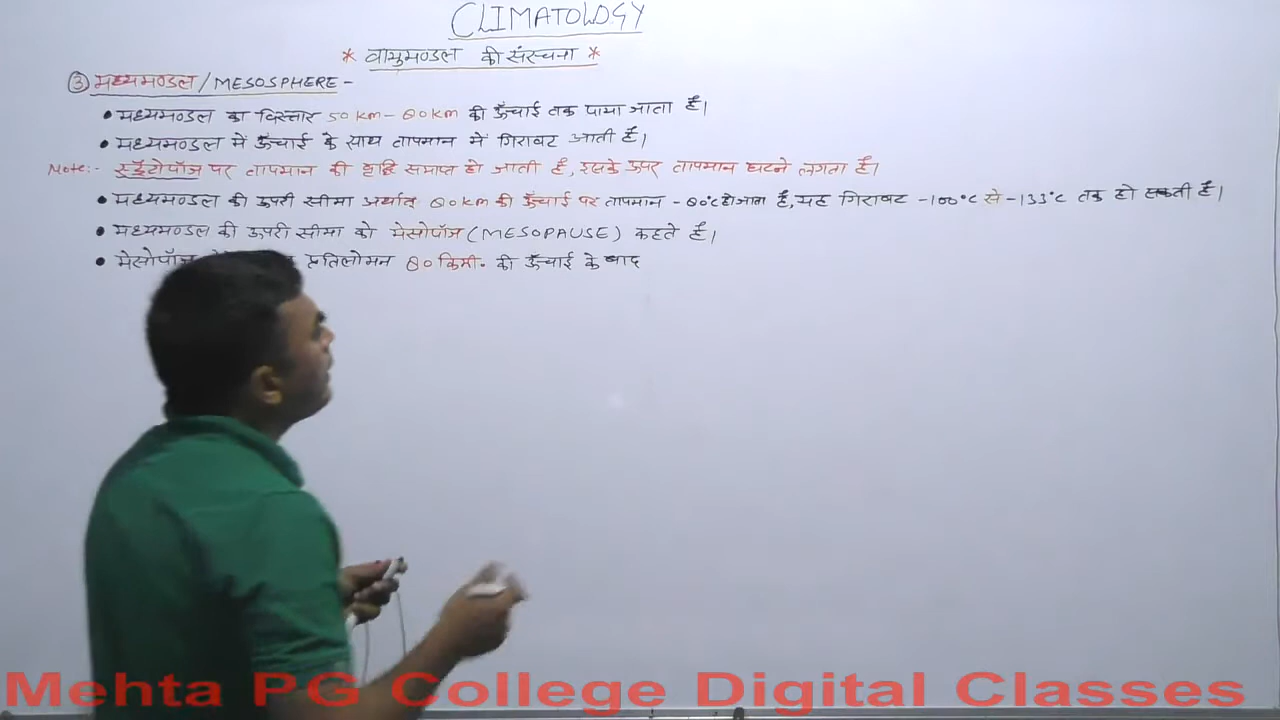 CLIMATOLOGY
* वायुमण्डल की संरचना *
③ मध्यमण्डल / MESOSPHERE -
• मध्यमण्डल का विस्तार 50 KM - 80 KM की ऊँचाई तक पाया जाता है।
• मध्यमण्डल में ऊँचाई के साथ तापमान में गिरावट आती है।
Note:- स्ट्रेटोपॉज पर तापमान की वृद्धि समाप्त हो जाती है, इसके ऊपर तापमान घटने लगता है।
• मध्यमण्डल की ऊपरी सीमा अर्थात् 80 KM की ऊँचाई पर तापमान -80°C हो जाता है, यह गिरावट -100°C से -133°C तक हो सकती है।
• मध्यमण्डल की ऊपरी सीमा को मेसोपॉज (MESOPAUSE) कहते हैं।
• मेसोपॉज प्रतिलोमन 80 किमी. की ऊँचाई के बाद
Mehta PG College Digital Classes